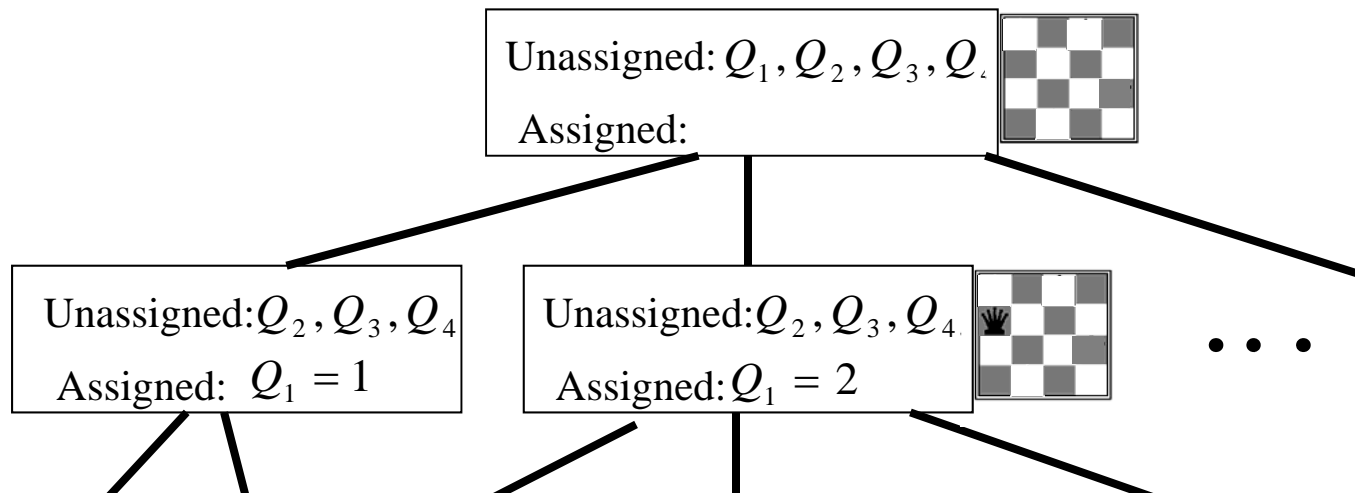 Unassigned: Q₁, Q₂, Q₃, Q
Assigned:
Unassigned: Q₂, Q₃, Q₄
Assigned: Q₁ = 1
Unassigned: Q₂, Q₃, Q₄
Assigned: Q₁ = 2
• • •